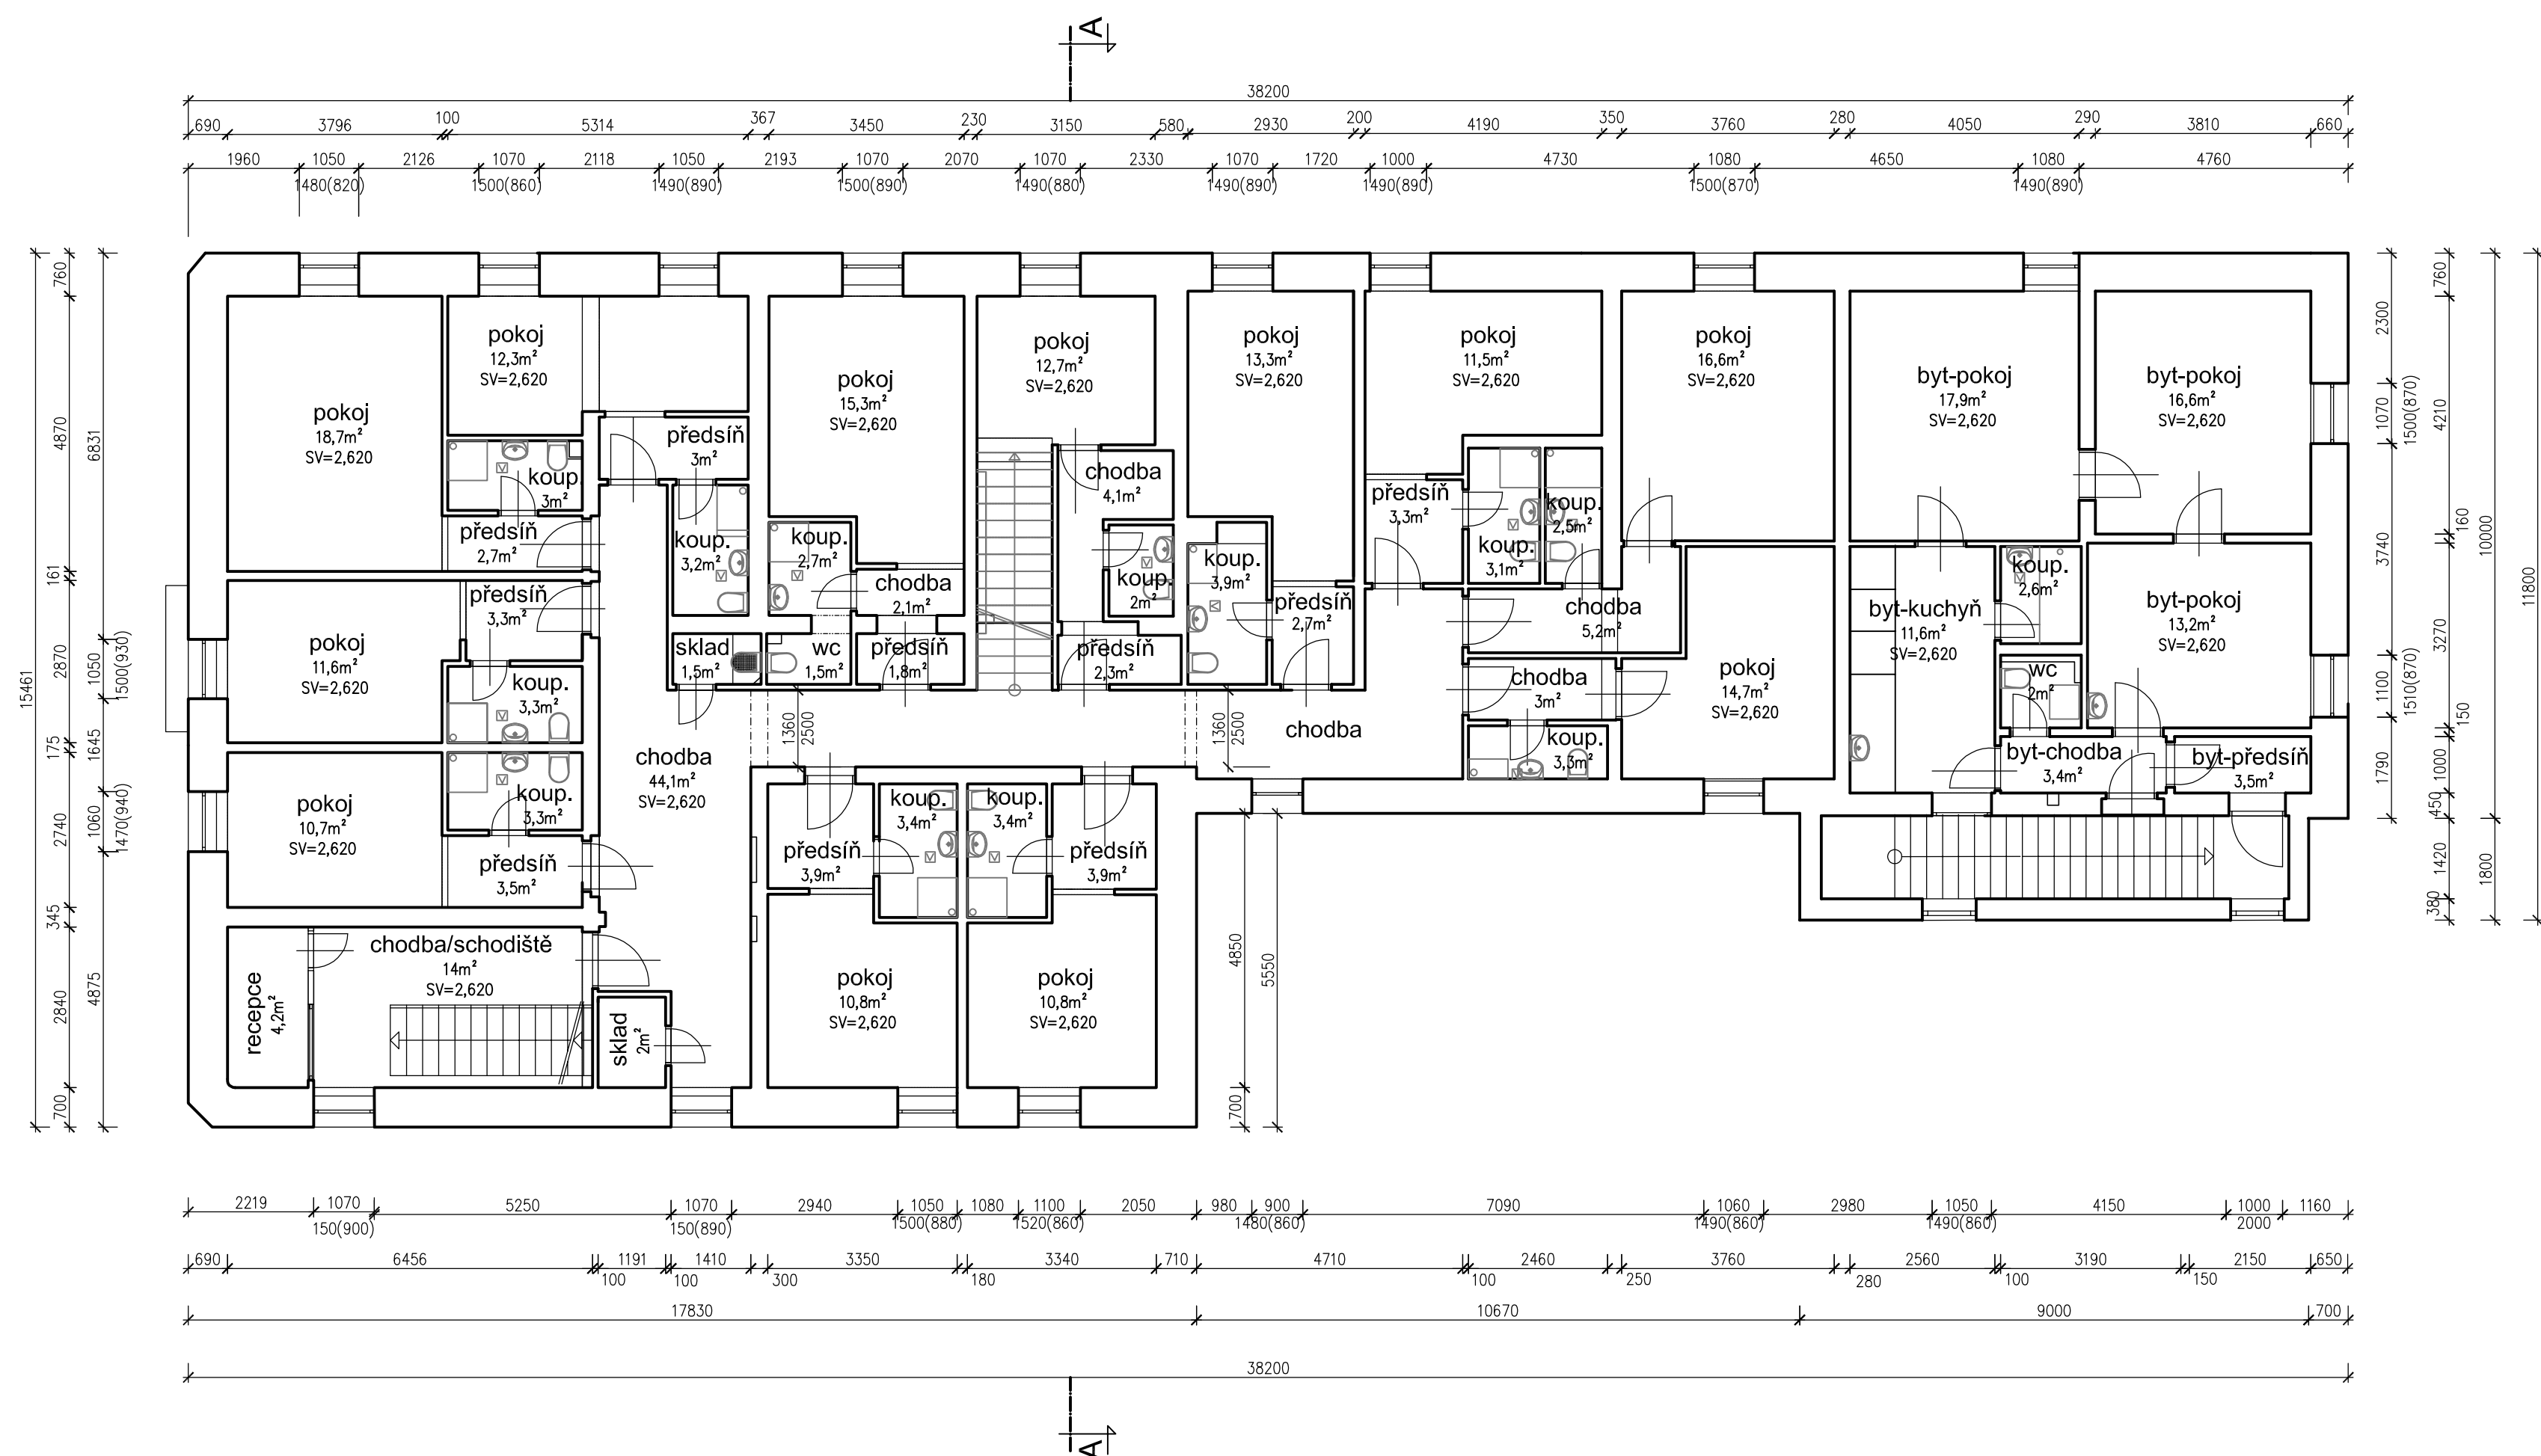 A
38200
690 3796 100 5314 367 3450 230 3150 580 2930 200 4190 350 3760 280 4050 290 3810 660
1960 1050 2126 1070 2118 1050 2193 1070 2070 1070 2330 1070 1720 1000 4730 1080 4650 1080 4760
1480(820) 1500(860) 1490(890) 1500(890) 1490(880) 1490(890) 1490(890) 1500(870) 1490(890)
15461
760
4870
161
2870
175
2740
345
2840
700
6831
1050
1500(930)
1645
1060
1470(940)
4875
pokoj
18,7m²
SV=2,620
pokoj
12,3m²
SV=2,620
koup.
3m²
předsíň
2,7m²
předsíň
3m²
koup.
3,2m²
pokoj
15,3m²
SV=2,620
koup.
2,7m²
chodba
2,1m²
pokoj
12,7m²
SV=2,620
chodba
4,1m²
koup.
2m²
předsíň
2,3m²
pokoj
13,3m²
SV=2,620
koup.
3,9m²
předsíň
2,7m²
pokoj
11,5m²
SV=2,620
předsíň
3,3m²
koup.
3,1m²
koup.
2,5m²
pokoj
16,6m²
SV=2,620
chodba
5,2m²
byt-pokoj
17,9m²
SV=2,620
byt-pokoj
16,6m²
SV=2,620
pokoj
11,6m²
SV=2,620
předsíň
3,3m²
koup.
3,3m²
sklad
1,5m²
wc
1,5m²
předsíň
1,8m²
1360
2500
1360
2500
chodba
chodba
3m²
koup.
3,3m²
pokoj
14,7m²
SV=2,620
byt-kuchyň
11,6m²
SV=2,620
koup.
2,6m²
wc
2m²
byt-pokoj
13,2m²
SV=2,620
byt-chodba
3,4m²
byt-předsíň
3,5m²
pokoj
10,7m²
SV=2,620
koup.
3,3m²
předsíň
3,5m²
chodba
44,1m²
SV=2,620
předsíň
3,9m²
koup.
3,4m²
koup.
3,4m²
předsíň
3,9m²
pokoj
10,8m²
SV=2,620
pokoj
10,8m²
SV=2,620
recepce
4,2m²
chodba/schodiště
14m²
SV=2,620
sklad
2m²
4850
700
5550
2300
1070
1500(870)
3740
1100
1510(870)
1790
760
4210
160
3270
150
1000
450
1420
380
10000
1800
11800
2219 1070 5250 1070 2940 1050 1080 1100 2050 980 900 7090 1060 2980 1050 4150 1000 1160
150(900) 150(890) 1500(880) 1520(860) 1480(860) 1490(860) 1490(860) 2000
690 6456 1191 1410 3350 3340 710 4710 2460 3760 2560 3190 2150 650
100 100 300 180 100 250 280 100 150
17830 10670 9000 700
38200
A